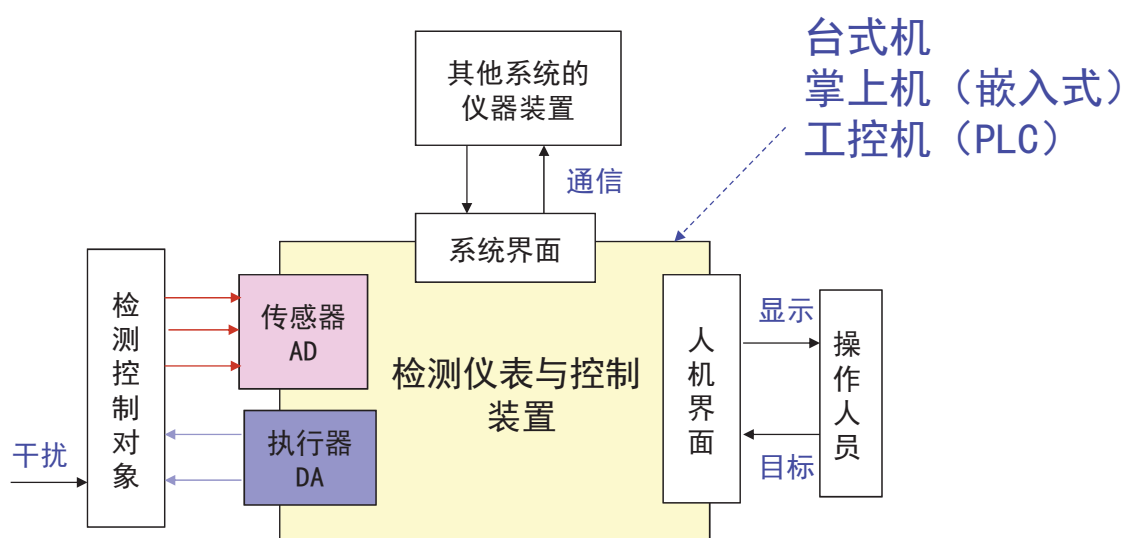 台式机
掌上机（嵌入式）
工控机（PLC）
其他系统的
仪器装置
通信
系统界面
检测控制对象
干扰
传感器
AD
执行器
DA
检测仪表与控制
装置
人机界面
显示
目标
操作人员